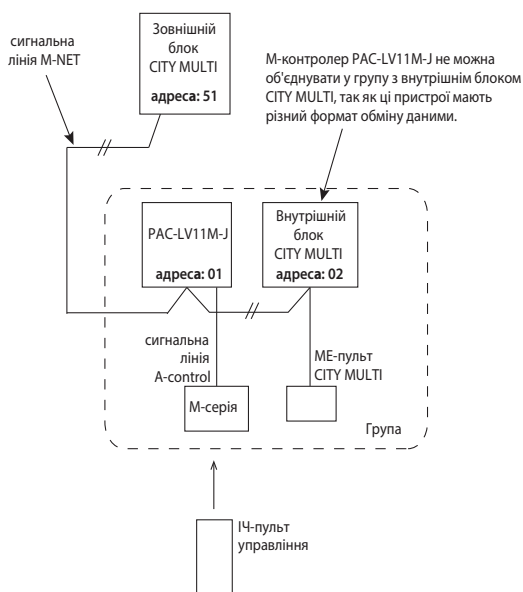 сигнальна
лінія M-NET
Зовнішній
блок
CITY MULTI
адреса: 51
М-контролер PAC-LV11M-J не можна
об'єднувати у групу з внутрішнім блоком
CITY MULTI, так як ці пристрої мають
різний формат обміну даними.
PAC-LV11M-J
адреса: 01
Внутрішній
блок
CITY MULTI
адреса: 02
сигнальна
лінія
A-control
М-серія
МЕ-пульт
CITY MULTI
Група
ІЧ-пульт
управління